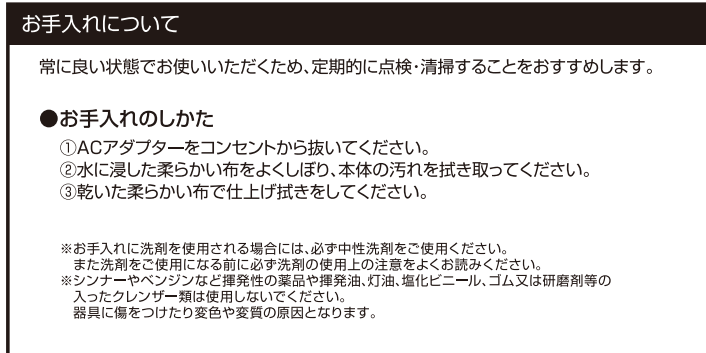 お手入れについて
常に良い状態でお使いいただくため、定期的に点検・清掃することをおすすめします。
●お手入れのしかた
①ACアダプターをコンセントから抜いてください。
②水に浸した柔らかい布をよくしぼり、本体の汚れを拭き取ってください。
③乾いた柔らかい布で仕上げ拭きをしてください。
※お手入れに洗剤を使用される場合には、必ず中性洗剤をご使用ください。
また洗剤をご使用になる前に必ず洗剤の使用上の注意をよくお読みください。
※シンナーやベンジンなど揮発性の薬品や揮発油、灯油、塩化ビニール、ゴム又は研磨剤等の
入ったクレンザー類は使用しないでください。
器具に傷をつけたり変色や変質の原因となります。